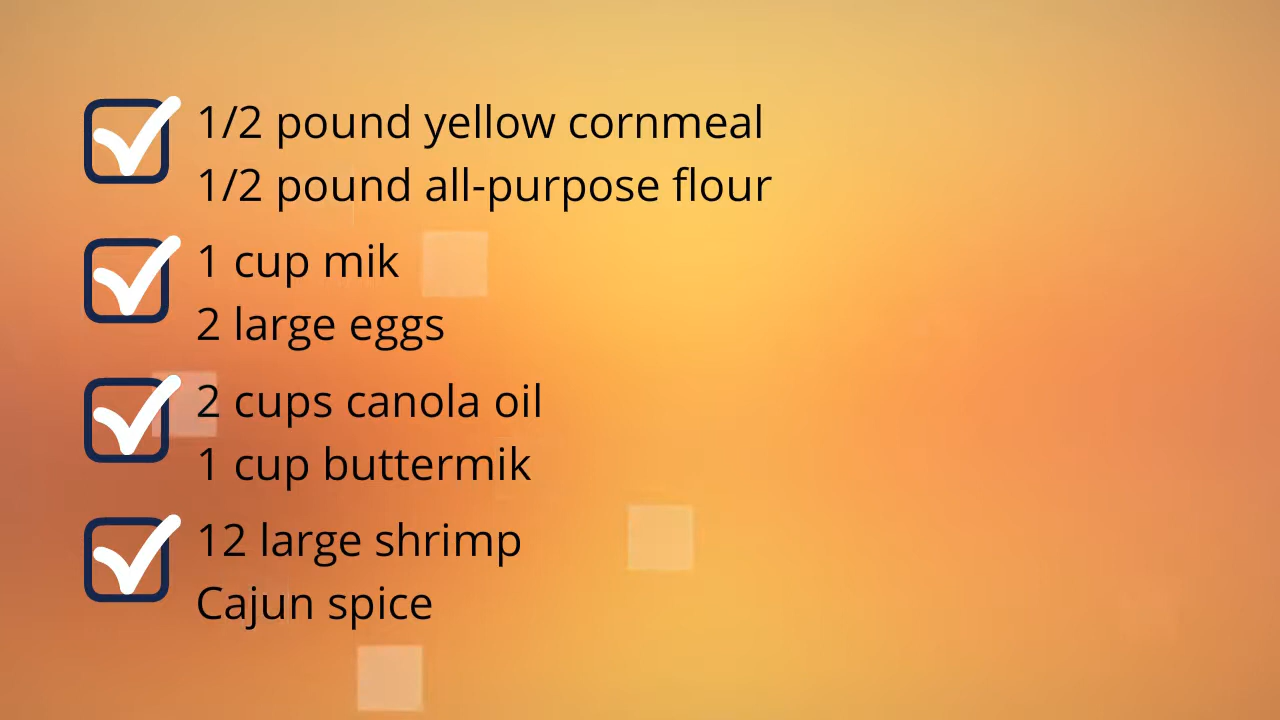 1/2 pound yellow cornmeal
1/2 pound all-purpose flour
1 cup mik
2 large eggs
2 cups canola oil
1 cup buttermik
12 large shrimp
Cajun spice